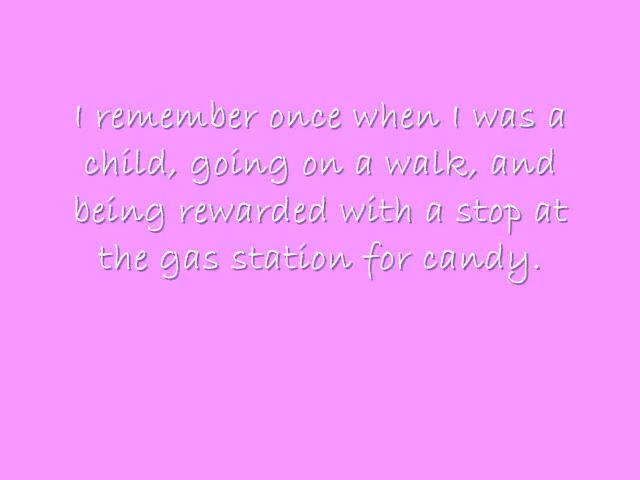 I remember once when I was a
child, going on a walk, and
being rewarded with a stop at
the gas station for candy.